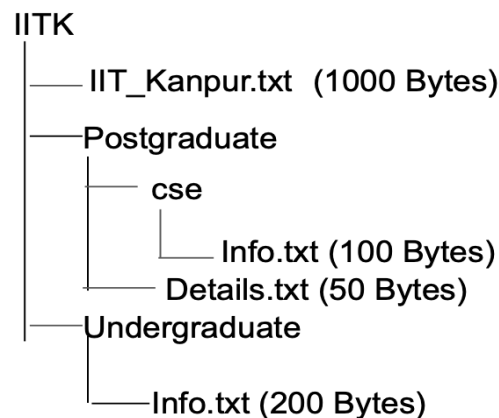 IITK
IIT_Kanpur.txt (1000 Bytes)
Postgraduate
cse
Info.txt (100 Bytes)
Details.txt (50 Bytes)
Undergraduate
Info.txt (200 Bytes)